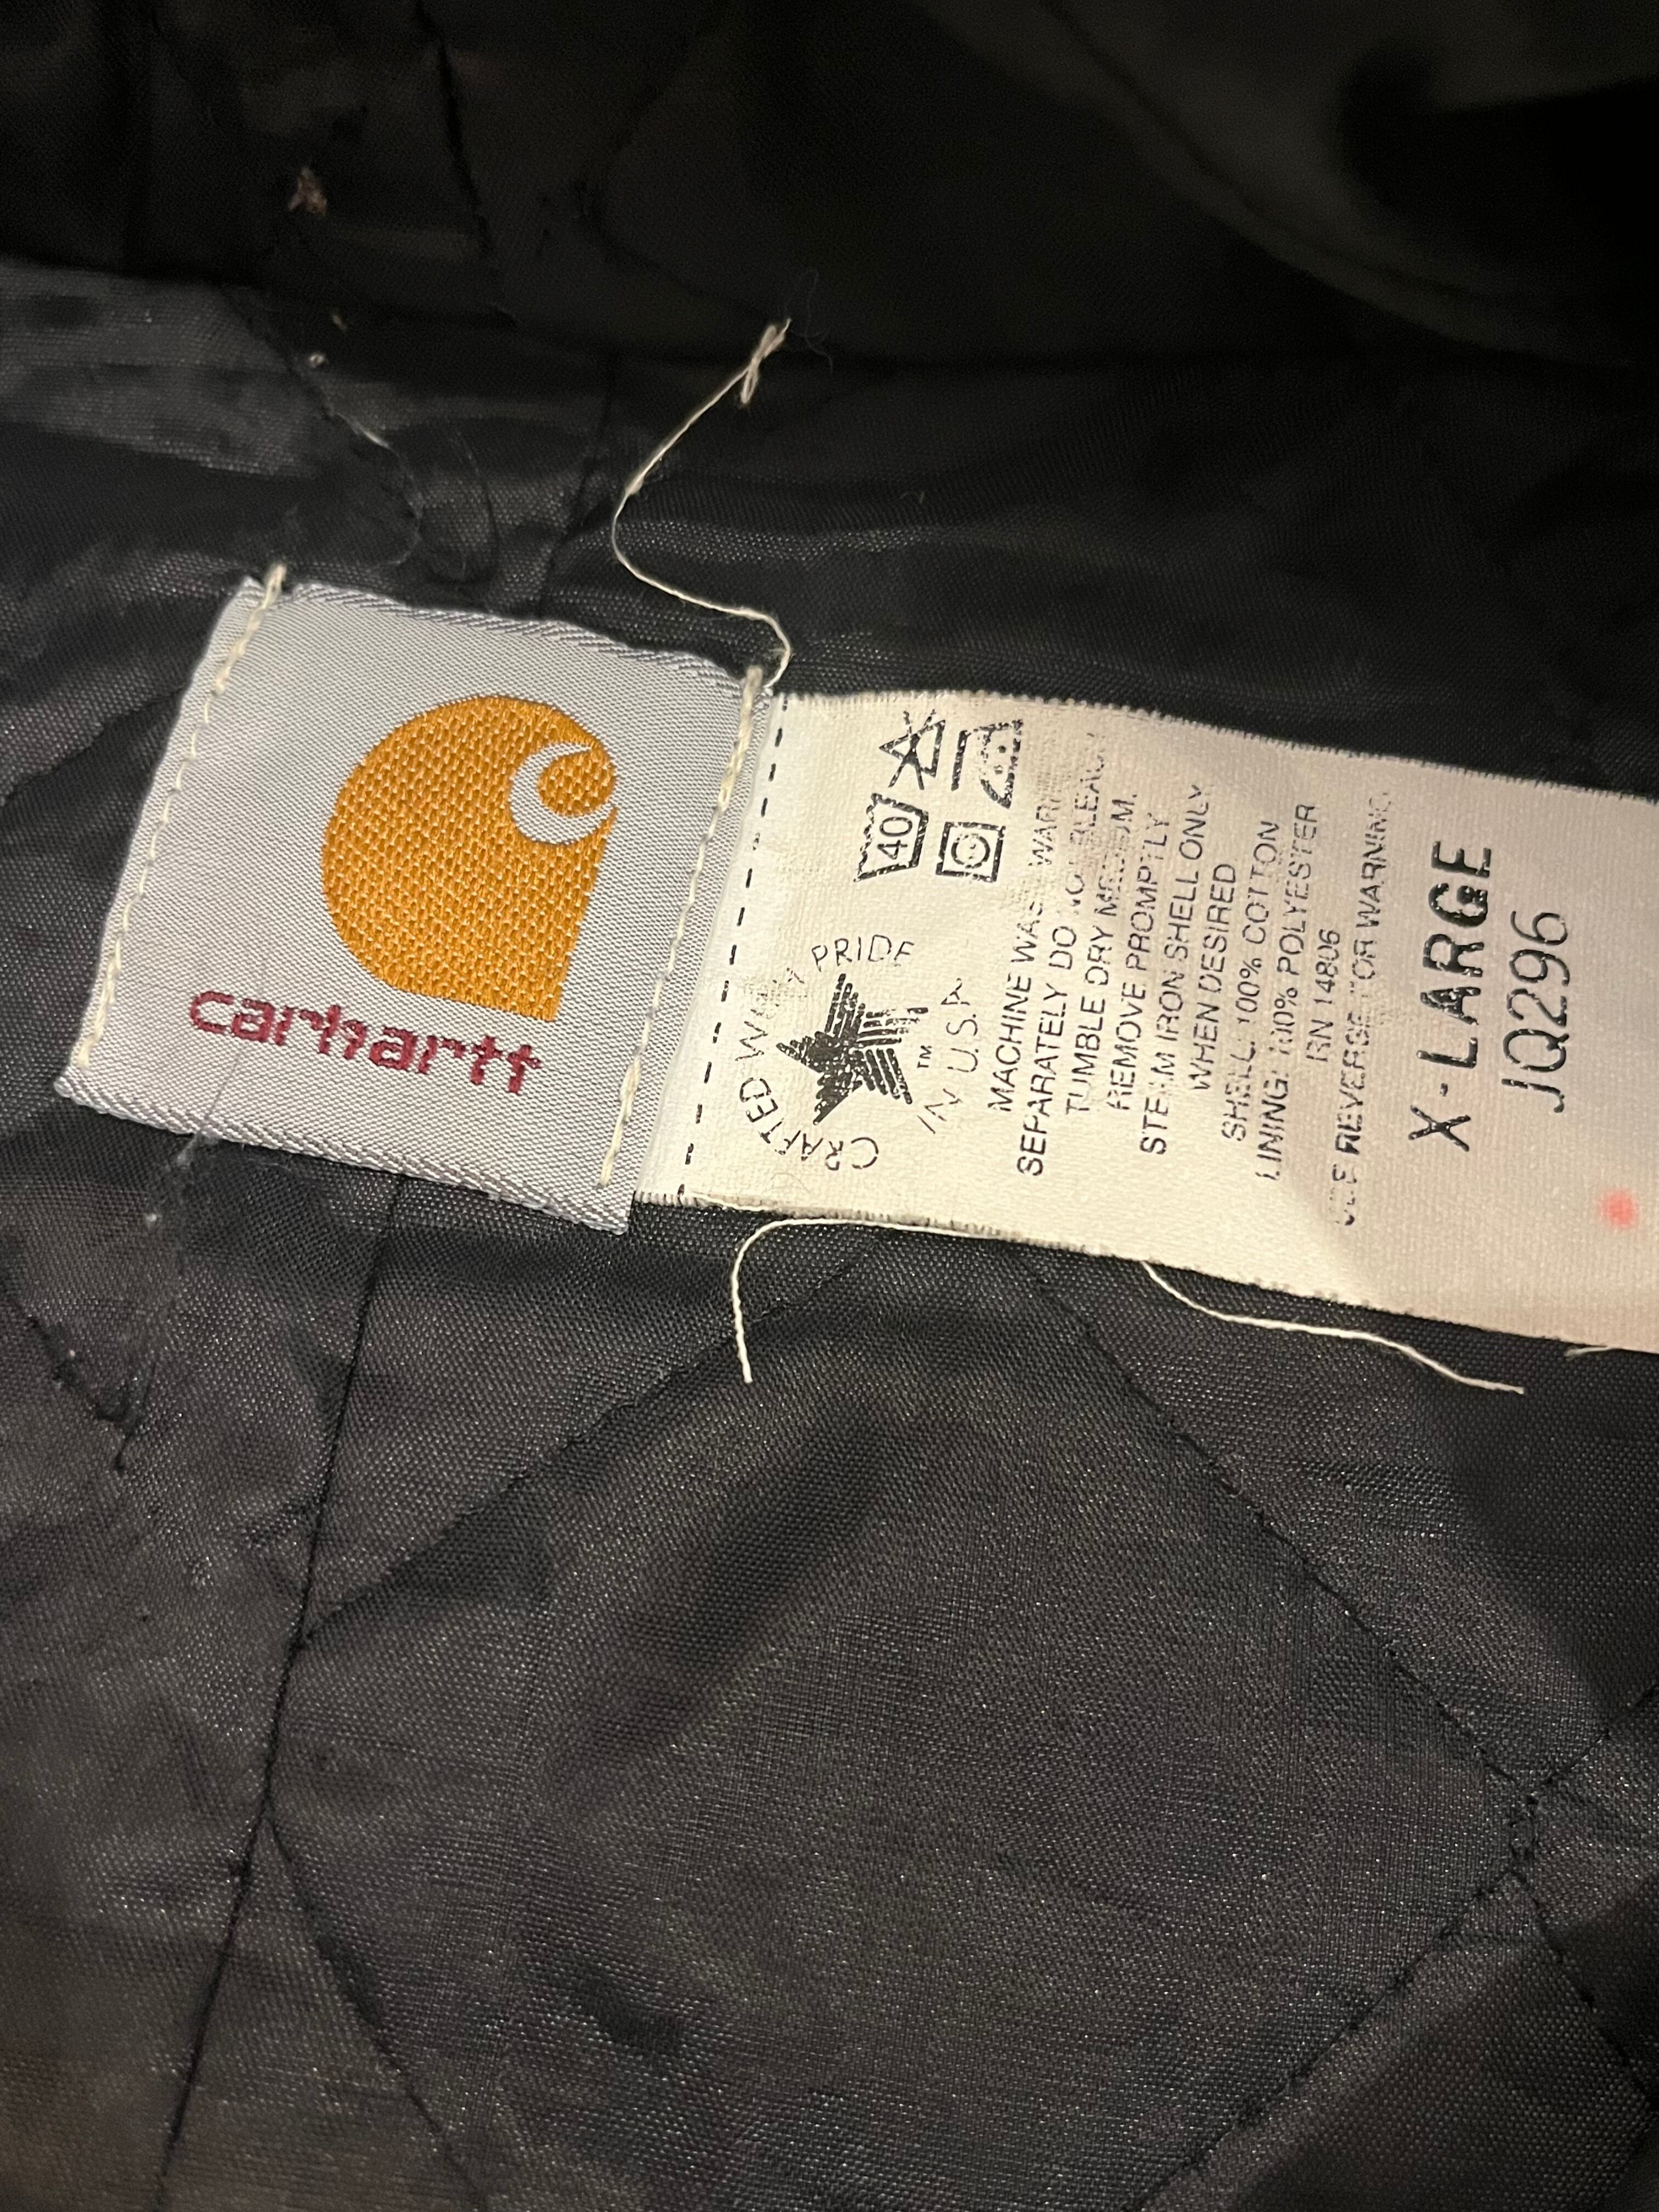 carhartt
40
CRAFTED WITH PRIDE
IN U.S.A.
TM
MACHINE WASH WARM
SEPARATELY DO NOT BLEACH
TUMBLE DRY MEDIUM.
REMOVE PROMPTLY
STEAM IRON SHELL ONLY
WHEN DESIRED
SHELL: 100% COTTON
LINING: 100% POLYESTER
RN 14806
SEE REVERSE FOR WARNING.
X-LARGE
JQ296